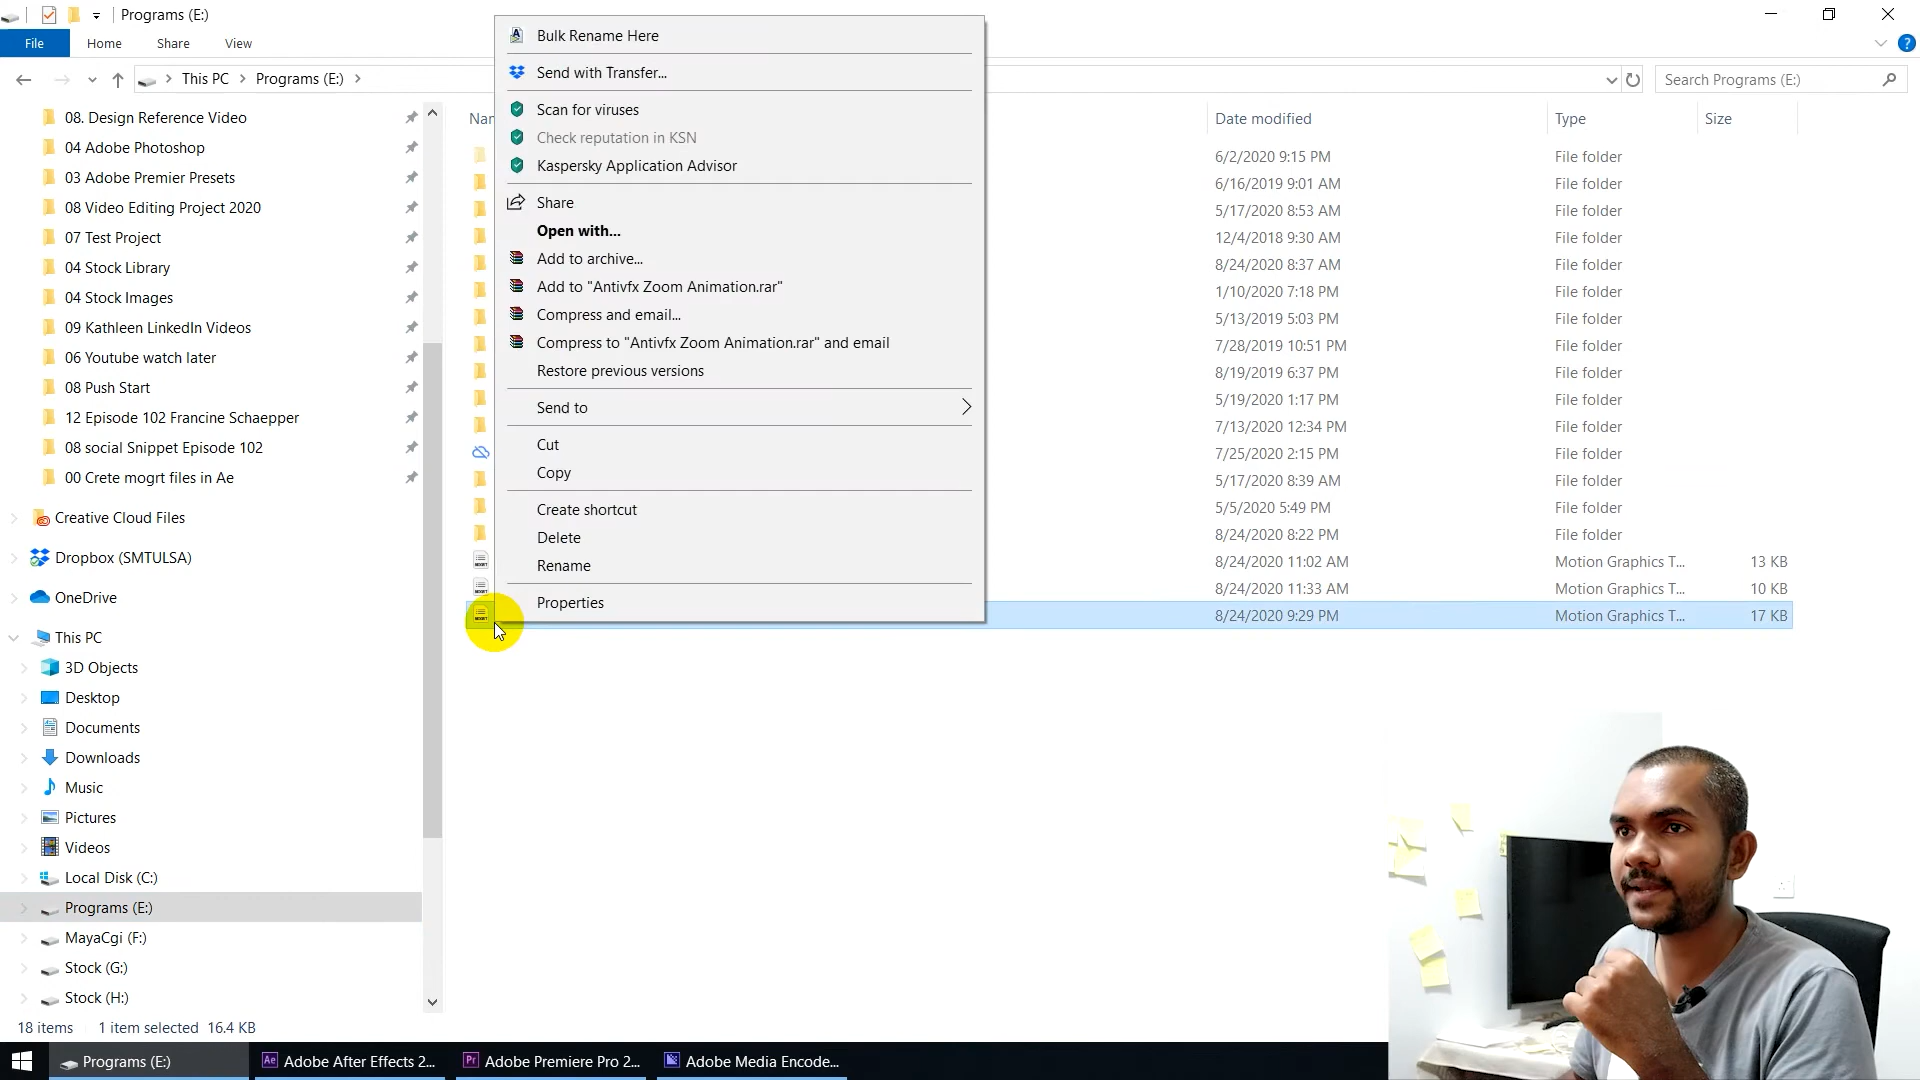 Programs (E:)
File
Home
Share
View
This PC
Programs (E:)
Search Programs (E:)
08. Design Reference Video
04 Adobe Photoshop
03 Adobe Premier Presets
08 Video Editing Project 2020
07 Test Project
04 Stock Library
04 Stock Images
09 Kathleen LinkedIn Videos
06 Youtube watch later
08 Push Start
12 Episode 102 Francine Schaepper
08 social Snippet Episode 102
00 Crete mogrt files in Ae
Creative Cloud Files
Dropbox (SMTULSA)
OneDrive
This PC
3D Objects
Desktop
Documents
Downloads
Music
Pictures
Videos
Local Disk (C:)
Programs (E:)
MayaCgi (F:)
Stock (G:)
Stock (H:)
Bulk Rename Here
Send with Transfer...
Scan for viruses
Check reputation in KSN
Kaspersky Application Advisor
Share
Open with...
Add to archive...
Add to "Antivfx Zoom Animation.rar"
Compress and email...
Compress to "Antivfx Zoom Animation.rar" and email
Restore previous versions
Send to
Cut
Copy
Create shortcut
Delete
Rename
Properties
Date modified Type Size
6/2/2020 9:15 PM File folder
6/16/2019 9:01 AM File folder
5/17/2020 8:53 AM File folder
12/4/2018 9:30 AM File folder
8/24/2020 8:37 AM File folder
1/10/2020 7:18 PM File folder
5/13/2019 5:03 PM File folder
7/28/2019 10:51 PM File folder
8/19/2019 6:37 PM File folder
5/19/2020 1:17 PM File folder
7/13/2020 12:34 PM File folder
7/25/2020 2:15 PM File folder
5/17/2020 8:39 AM File folder
5/5/2020 5:49 PM File folder
8/24/2020 8:22 PM File folder
8/24/2020 11:02 AM Motion Graphics T... 13 KB
8/24/2020 11:33 AM Motion Graphics T... 10 KB
8/24/2020 9:29 PM Motion Graphics T... 17 KB
18 items 1 item selected 16.4 KB
Programs (E:)
Ae Adobe After Effects 2...
Pr Adobe Premiere Pro 2...
Adobe Media Encode...